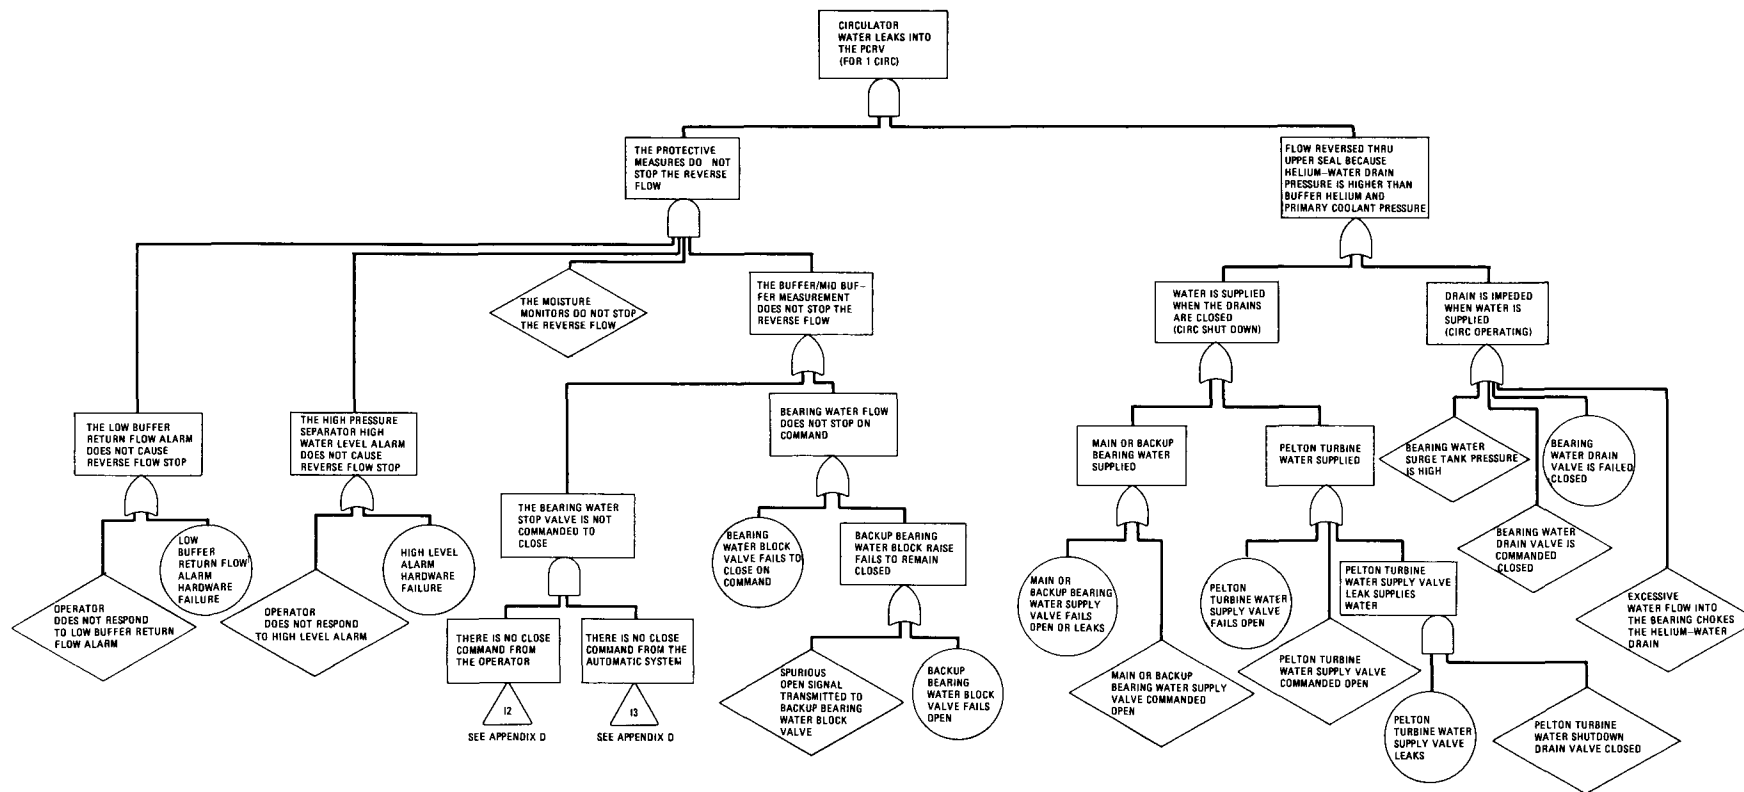 CIRCULATOR
WATER LEAKS INTO
THE PCRV
(FOR 1 CIRC)
THE PROTECTIVE
MEASURES DO NOT
STOP THE REVERSE
FLOW
FLOW REVERSED THRU
UPPER SEAL BECAUSE
HELIUM-WATER DRAIN
PRESSURE IS HIGHER THAN
BUFFER HELIUM AND
PRIMARY COOLANT PRESSURE
THE MOISTURE
MONITORS DO NOT STOP
THE REVERSE FLOW
THE BUFFER/MID BUF-
FER MEASUREMENT
DOES NOT STOP THE
REVERSE FLOW
WATER IS SUPPLIED
WHEN THE DRAINS
ARE CLOSED
(CIRC SHUT DOWN)
DRAIN IS IMPEDED
WHEN WATER IS
SUPPLIED
(CIRC OPERATING)
THE LOW BUFFER
RETURN FLOW ALARM
DOES NOT CAUSE
REVERSE FLOW STOP
THE HIGH PRESSURE
SEPARATOR HIGH
WATER LEVEL ALARM
DOES NOT CAUSE
REVERSE FLOW STOP
BEARING WATER FLOW
DOES NOT STOP ON
COMMAND
MAIN OR BACKUP
BEARING WATER
SUPPLIED
PELTON TURBINE
WATER SUPPLIED
BEARING WATER
SURGE TANK PRESSURE
IS HIGH
BEARING
WATER DRAIN
VALVE IS FAILED
CLOSED
THE BEARING WATER
STOP VALVE IS NOT
COMMANDED TO
CLOSE
BEARING
WATER BLOCK
VALVE FAILS TO
CLOSE ON
COMMAND
BACKUP BEARING
WATER BLOCK RAISE
FAILS TO REMAIN
CLOSED
BEARING WATER
DRAIN VALVE IS
COMMANDED
CLOSED
OPERATOR
DOES NOT RESPOND
TO LOW BUFFER RETURN
FLOW ALARM
LOW
BUFFER
RETURN FLOW
ALARM
HARDWARE
FAILURE
OPERATOR
DOES NOT RESPOND
TO HIGH LEVEL ALARM
HIGH LEVEL
ALARM
HARDWARE
FAILURE
MAIN OR
BACKUP BEARING
WATER SUPPLY
VALVE FAILS
OPEN OR LEAKS
PELTON
TURBINE WATER
SUPPLY VALVE
FAILS OPEN
PELTON TURBINE
WATER SUPPLY VALVE
LEAK SUPPLIES
WATER
EXCESSIVE
WATER FLOW INTO
THE BEARING CHOKES
THE HELIUM-WATER
DRAIN
THERE IS NO CLOSE
COMMAND FROM
THE OPERATOR
THERE IS NO CLOSE
COMMAND FROM THE
AUTOMATIC SYSTEM
12
13
SEE APPENDIX D
SEE APPENDIX D
SPURIOUS
OPEN SIGNAL
TRANSMITTED TO
BACKUP BEARING
WATER BLOCK
VALVE
BACKUP
BEARING
WATER BLOCK
VALVE FAILS
OPEN
MAIN OR BACKUP
BEARING WATER SUPPLY
VALVE COMMANDED
OPEN
PELTON TURBINE
WATER SUPPLY VALVE
COMMANDED OPEN
PELTON
TURBINE WATER
SUPPLY VALVE
LEAKS
PELTON TURBINE
WATER SHUTDOWN
DRAIN VALVE CLOSED